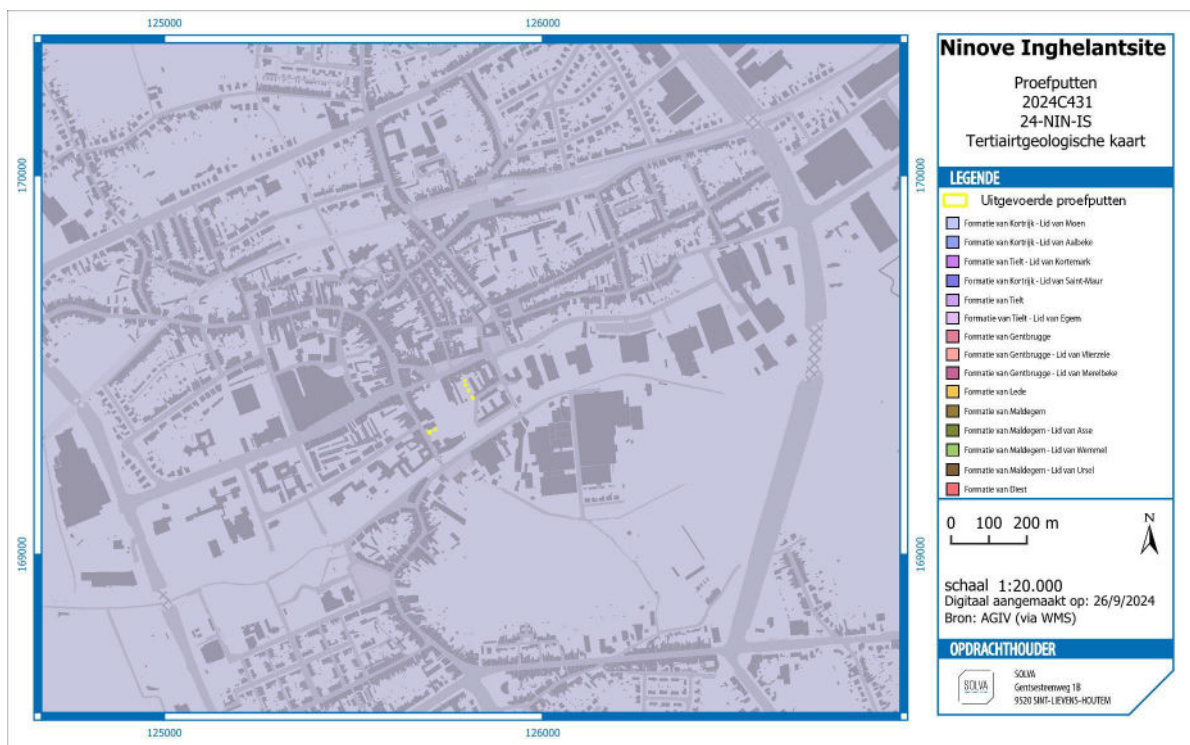 125000
126000
170000
170000
169000
169000
125000
126000
Ninove Inghelantsite
Proefputten
2024C431
24-NIN-IS
Tertiairtgeologische kaart
LEGENDE
Uitgevoerde proefputten
Formatie van Kortrijk - Lid van Moen
Formatie van Kortrijk - Lid van Aalbeke
Formatie van Tielt - Lid van Kortemark
Formatie van Kortrijk - Lid van Saint-Maur
Formatie van Tielt
Formatie van Tielt - Lid van Egem
Formatie van Gentbrugge
Formatie van Gentbrugge - Lid van Vlierzele
Formatie van Gentbrugge - Lid van Merelbeke
Formatie van Lede
Formatie van Maldegem
Formatie van Maldegem - Lid van Asse
Formatie van Maldegem - Lid van Wemmel
Formatie van Maldegem - Lid van Ursel
Formatie van Diest
0 100 200 m
N
schaal 1:20.000
Digitaal aangemaakt op: 26/9/2024
Bron: AGIV (via WMS)
OPDRACHTHOUDER
SOLVA
SOLVA
Gentsesteenweg 1B
9520 SINT-LIEVENS-HOUTEM